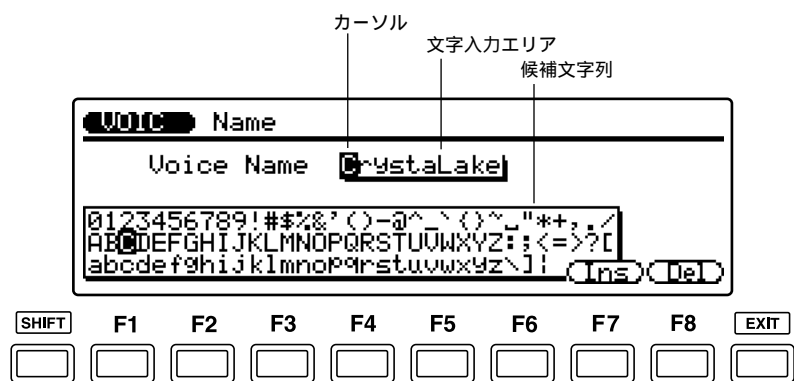 カーソル
文字入力エリア
候補文字列
VOIC Name
Voice Name CrystaLake
0123456789!#$%&'()-@^_`{}~␣"*+,./
ABCDEFGHIJKLMNOPQRSTUVWXYZ:;<=>?[
abcdefghijklmnopqrstuvwxyz\]¦ Ins Del
SHIFT F1 F2 F3 F4 F5 F6 F7 F8 EXIT